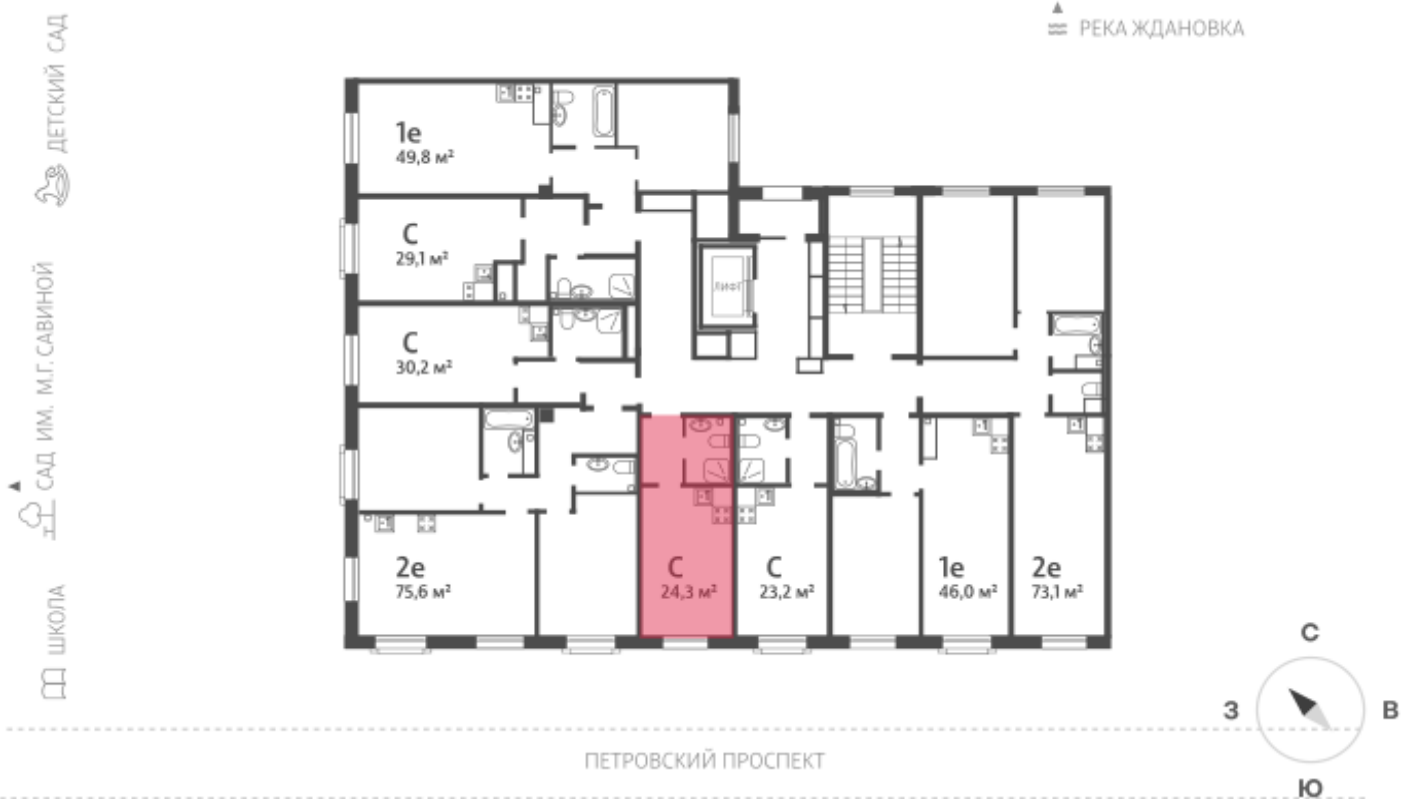 РЕКА ЖДАНОВКА
ДЕТСКИЙ САД
САД ИМ. М.Г. САВИНОЙ
ШКОЛА
1е
49,8 м²
С
29,1 м²
ЛИФТ
С
30,2 м²
2е
75,6 м²
С
24,3 м²
С
23,2 м²
1е
46,0 м²
2е
73,1 м²
С
З
В
Ю
ПЕТРОВСКИЙ ПРОСПЕКТ